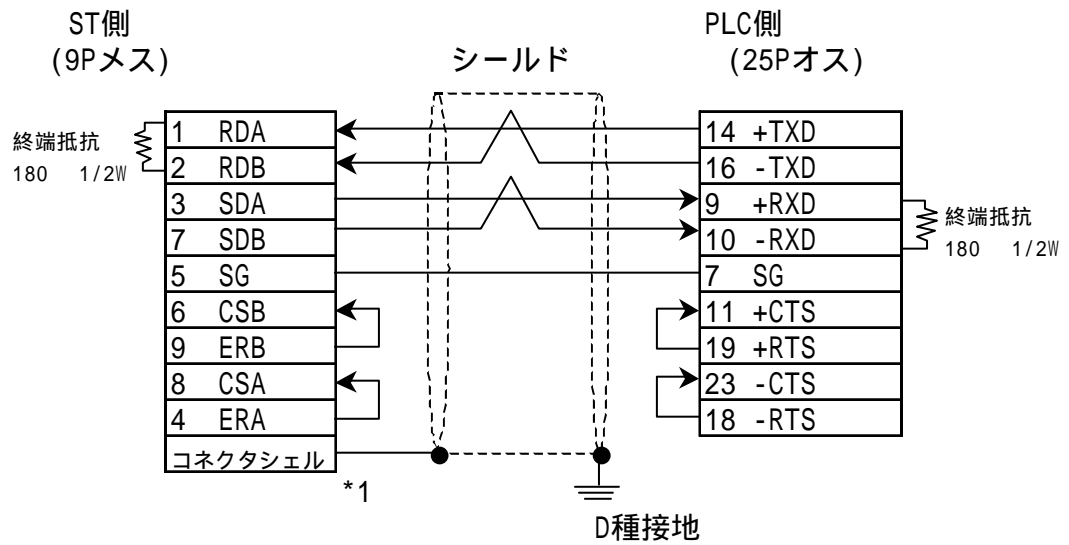 ST側
(9Pメス)
シールド
PLC側
(25Pオス)
終端抵抗
180 1/2W
1 RDA
2 RDB
3 SDA
7 SDB
5 SG
6 CSB
9 ERB
8 CSA
4 ERA
コネクタシェル
*1
14 +TXD
16 -TXD
9 +RXD
10 -RXD
7 SG
11 +CTS
19 +RTS
23 -CTS
18 -RTS
終端抵抗
180 1/2W
D種接地